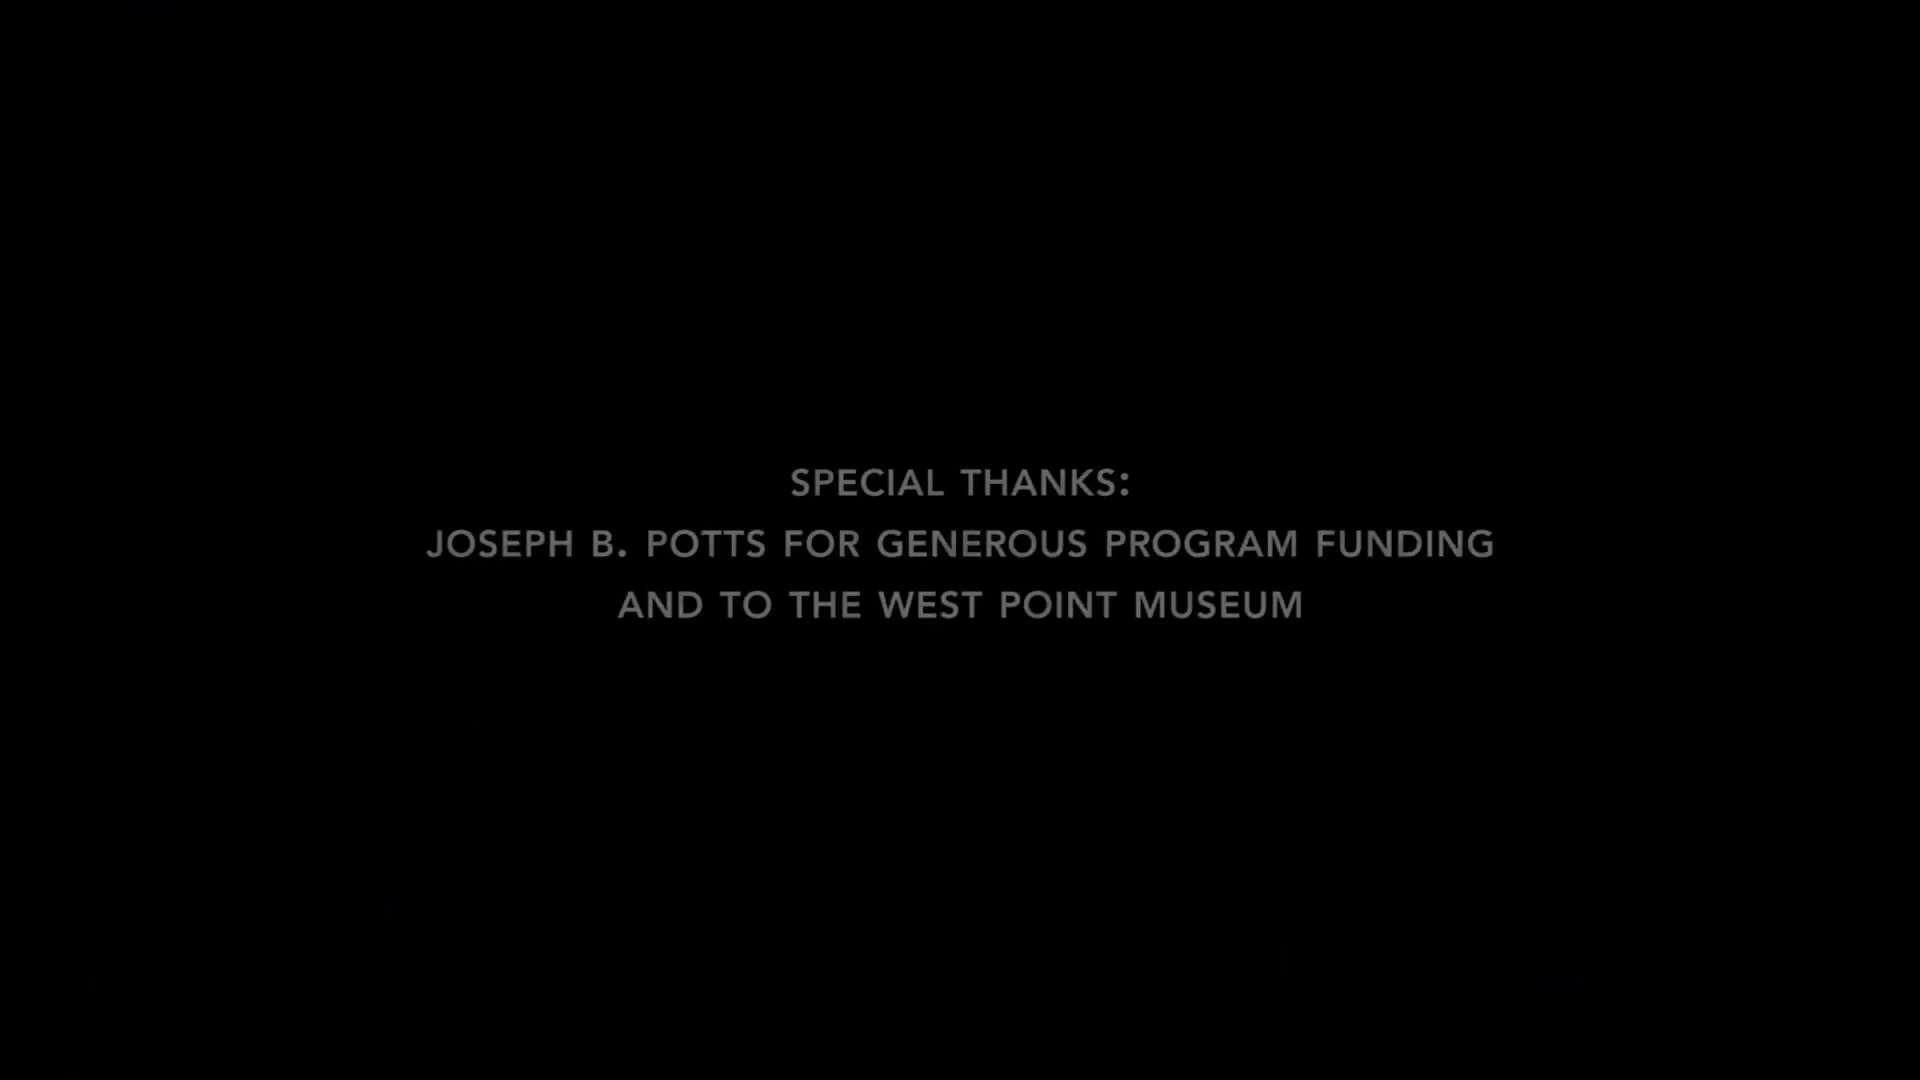 SPECIAL THANKS:
JOSEPH B. POTTS FOR GENEROUS PROGRAM FUNDING
AND TO THE WEST POINT MUSEUM